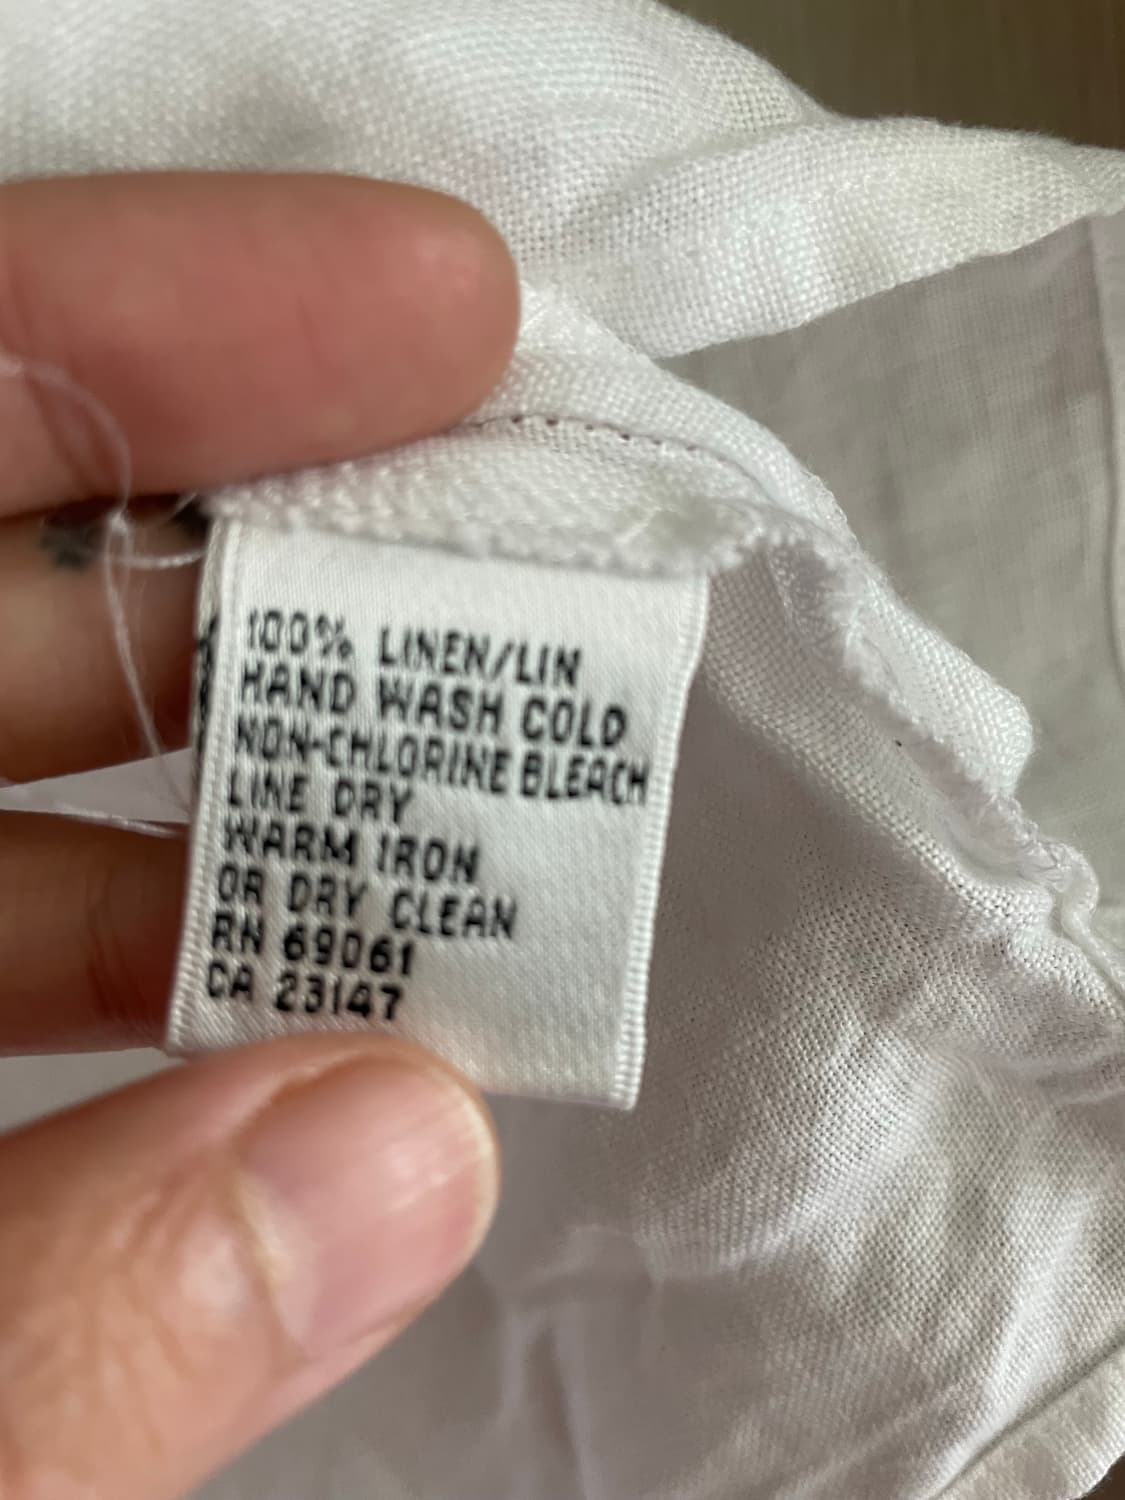 100% LINEN/LIN
HAND WASH COLD
NON-CHLORINE BLEACH
LINE DRY
WARM IRON
OR DRY CLEAN
RN 69061
CA 23147